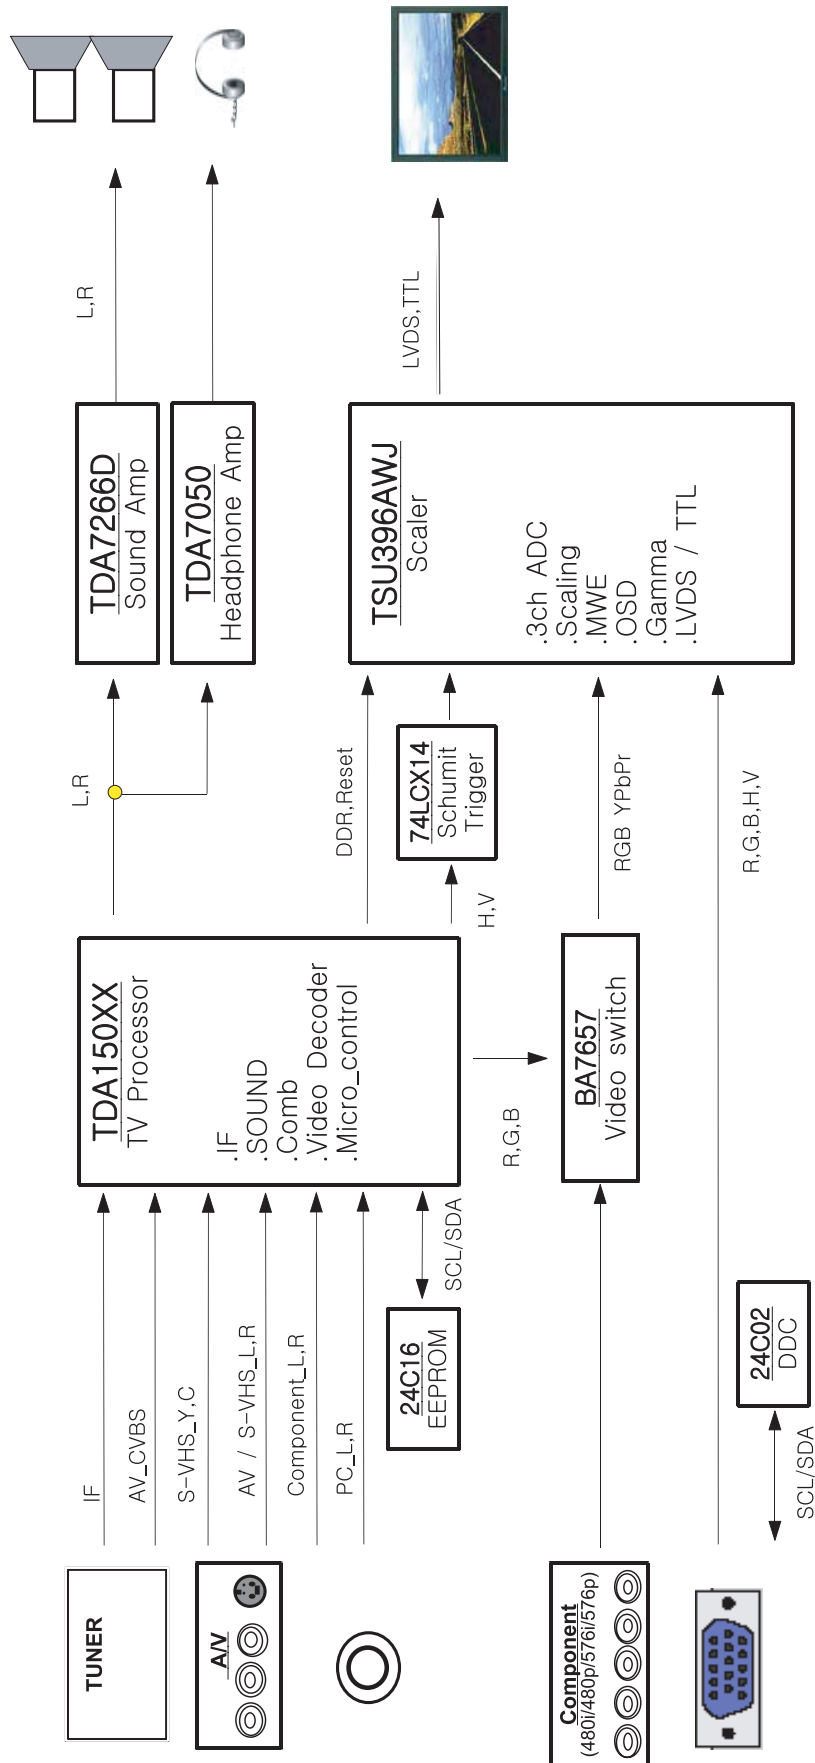 TUNER
A/V
Component
(480i/480p/576i/576p)
IF
AV_CVBS
S-VHS_Y,C
AV / S-VHS_L,R
Component_L,R
PC_L,R
24C16
EEPROM
SCL/SDA
SCL/SDA
24C02
DDC
TDA150XX
TV Processor
.IF
.SOUND
.Comb
.Video Decoder
.Micro_control
R,G,B
BA7657
Video switch
L,R
DDR,Reset
H,V
74LCX14
Schumit
Trigger
RGB YPbPr
R,G,B,H,V
TDA7266D
Sound Amp
TDA7050
Headphone Amp
TSU396AWJ
Scaler
.3ch ADC
.Scaling
.MWE
.OSD
.Gamma
.LVDS / TTL
L,R
LVDS,TTL